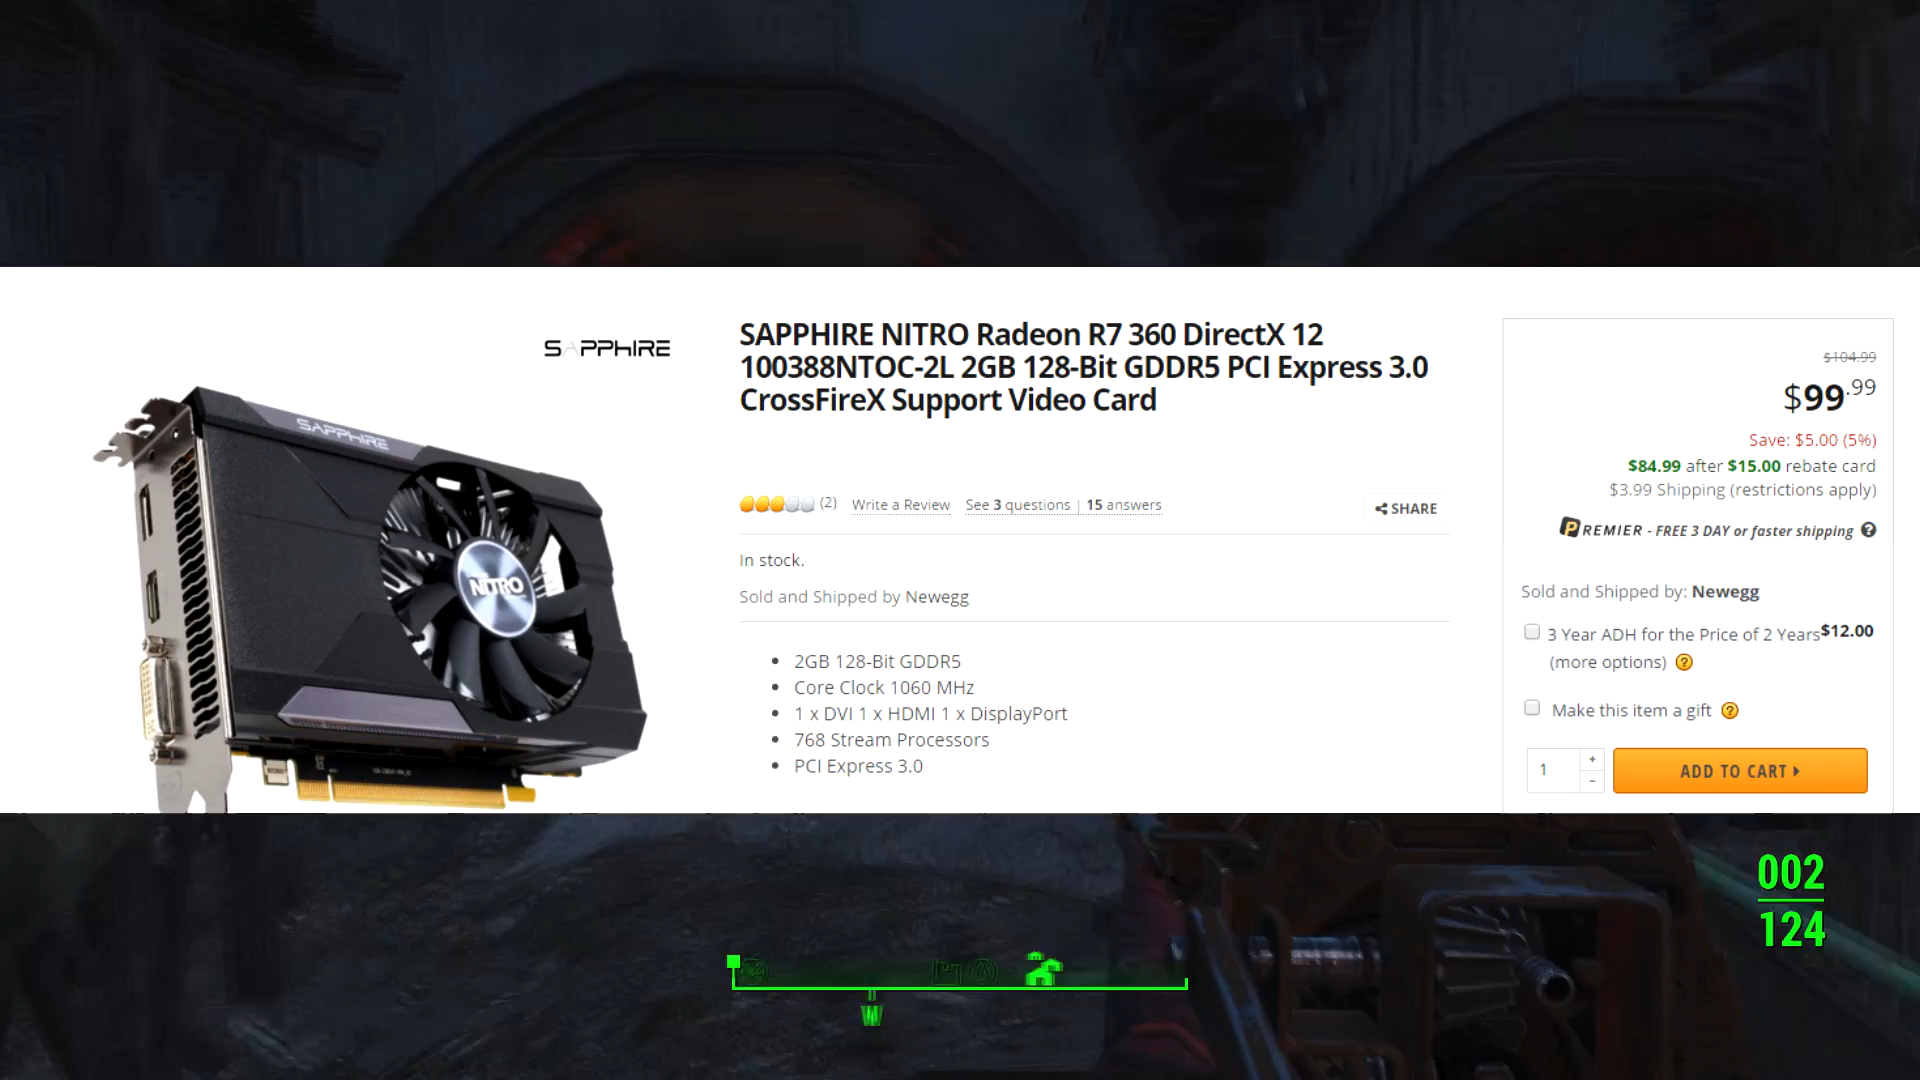 SAPPHIRE
SAPPHIRE
NITRO
SAPPHIRE NITRO Radeon R7 360 DirectX 12
100388NTOC-2L 2GB 128-Bit GDDR5 PCI Express 3.0
CrossFireX Support Video Card
(2) Write a Review See 3 questions | 15 answers
SHARE
In stock.
Sold and Shipped by Newegg
• 2GB 128-Bit GDDR5
• Core Clock 1060 MHz
• 1 x DVI 1 x HDMI 1 x DisplayPort
• 768 Stream Processors
• PCI Express 3.0
$104.99
$99.99
Save: $5.00 (5%)
$84.99 after $15.00 rebate card
$3.99 Shipping (restrictions apply)
PREMIER - FREE 3 DAY or faster shipping ?
Sold and Shipped by: Newegg
3 Year ADH for the Price of 2 Years $12.00
(more options) ?
Make this item a gift ?
1 + -
ADD TO CART
002
124
W